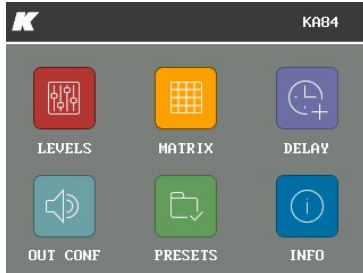 K KA84
LEVELS MATRIX DELAY
OUT CONF PRESETS INFO